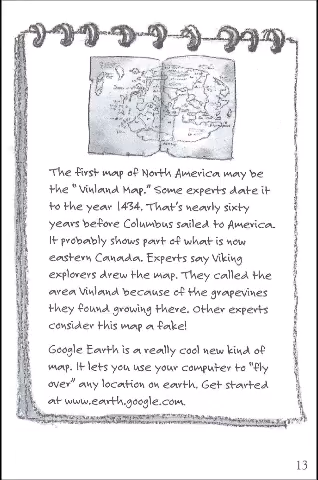 The first map of North America may be
the "Vinland Map." Some experts date it
to the year 1434. That's nearly sixty
years before Columbus sailed to America.
It probably shows part of what is now
eastern Canada. Experts say Viking
explorers drew the map. They called the
area Vinland because of the grapevines
they found growing there. Other experts
consider this map a fake!
Google Earth is a really cool new kind of
map. It lets you use your computer to "fly
over" any location on earth. Get started
at www.earth.google.com.
13